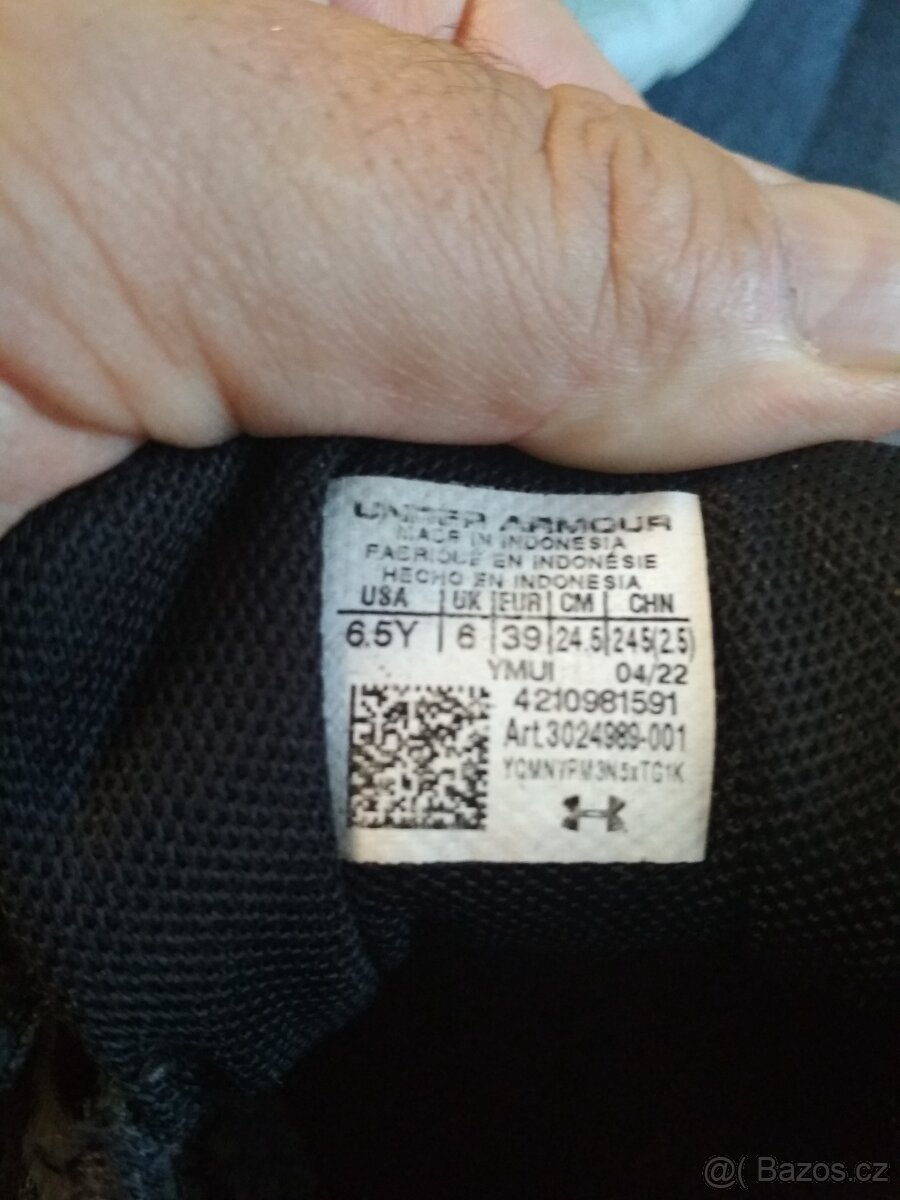 UNDER ARMOUR
MADE IN INDONESIA
FABRIQUÉ EN INDONÉSIE
HECHO EN INDONESIA
USA UK EUR CM CHN
6.5Y 6 39 24.5 245(2.5)
YMUI 04/22
4210981591
Art.3024989-001
@( Bazos.cz